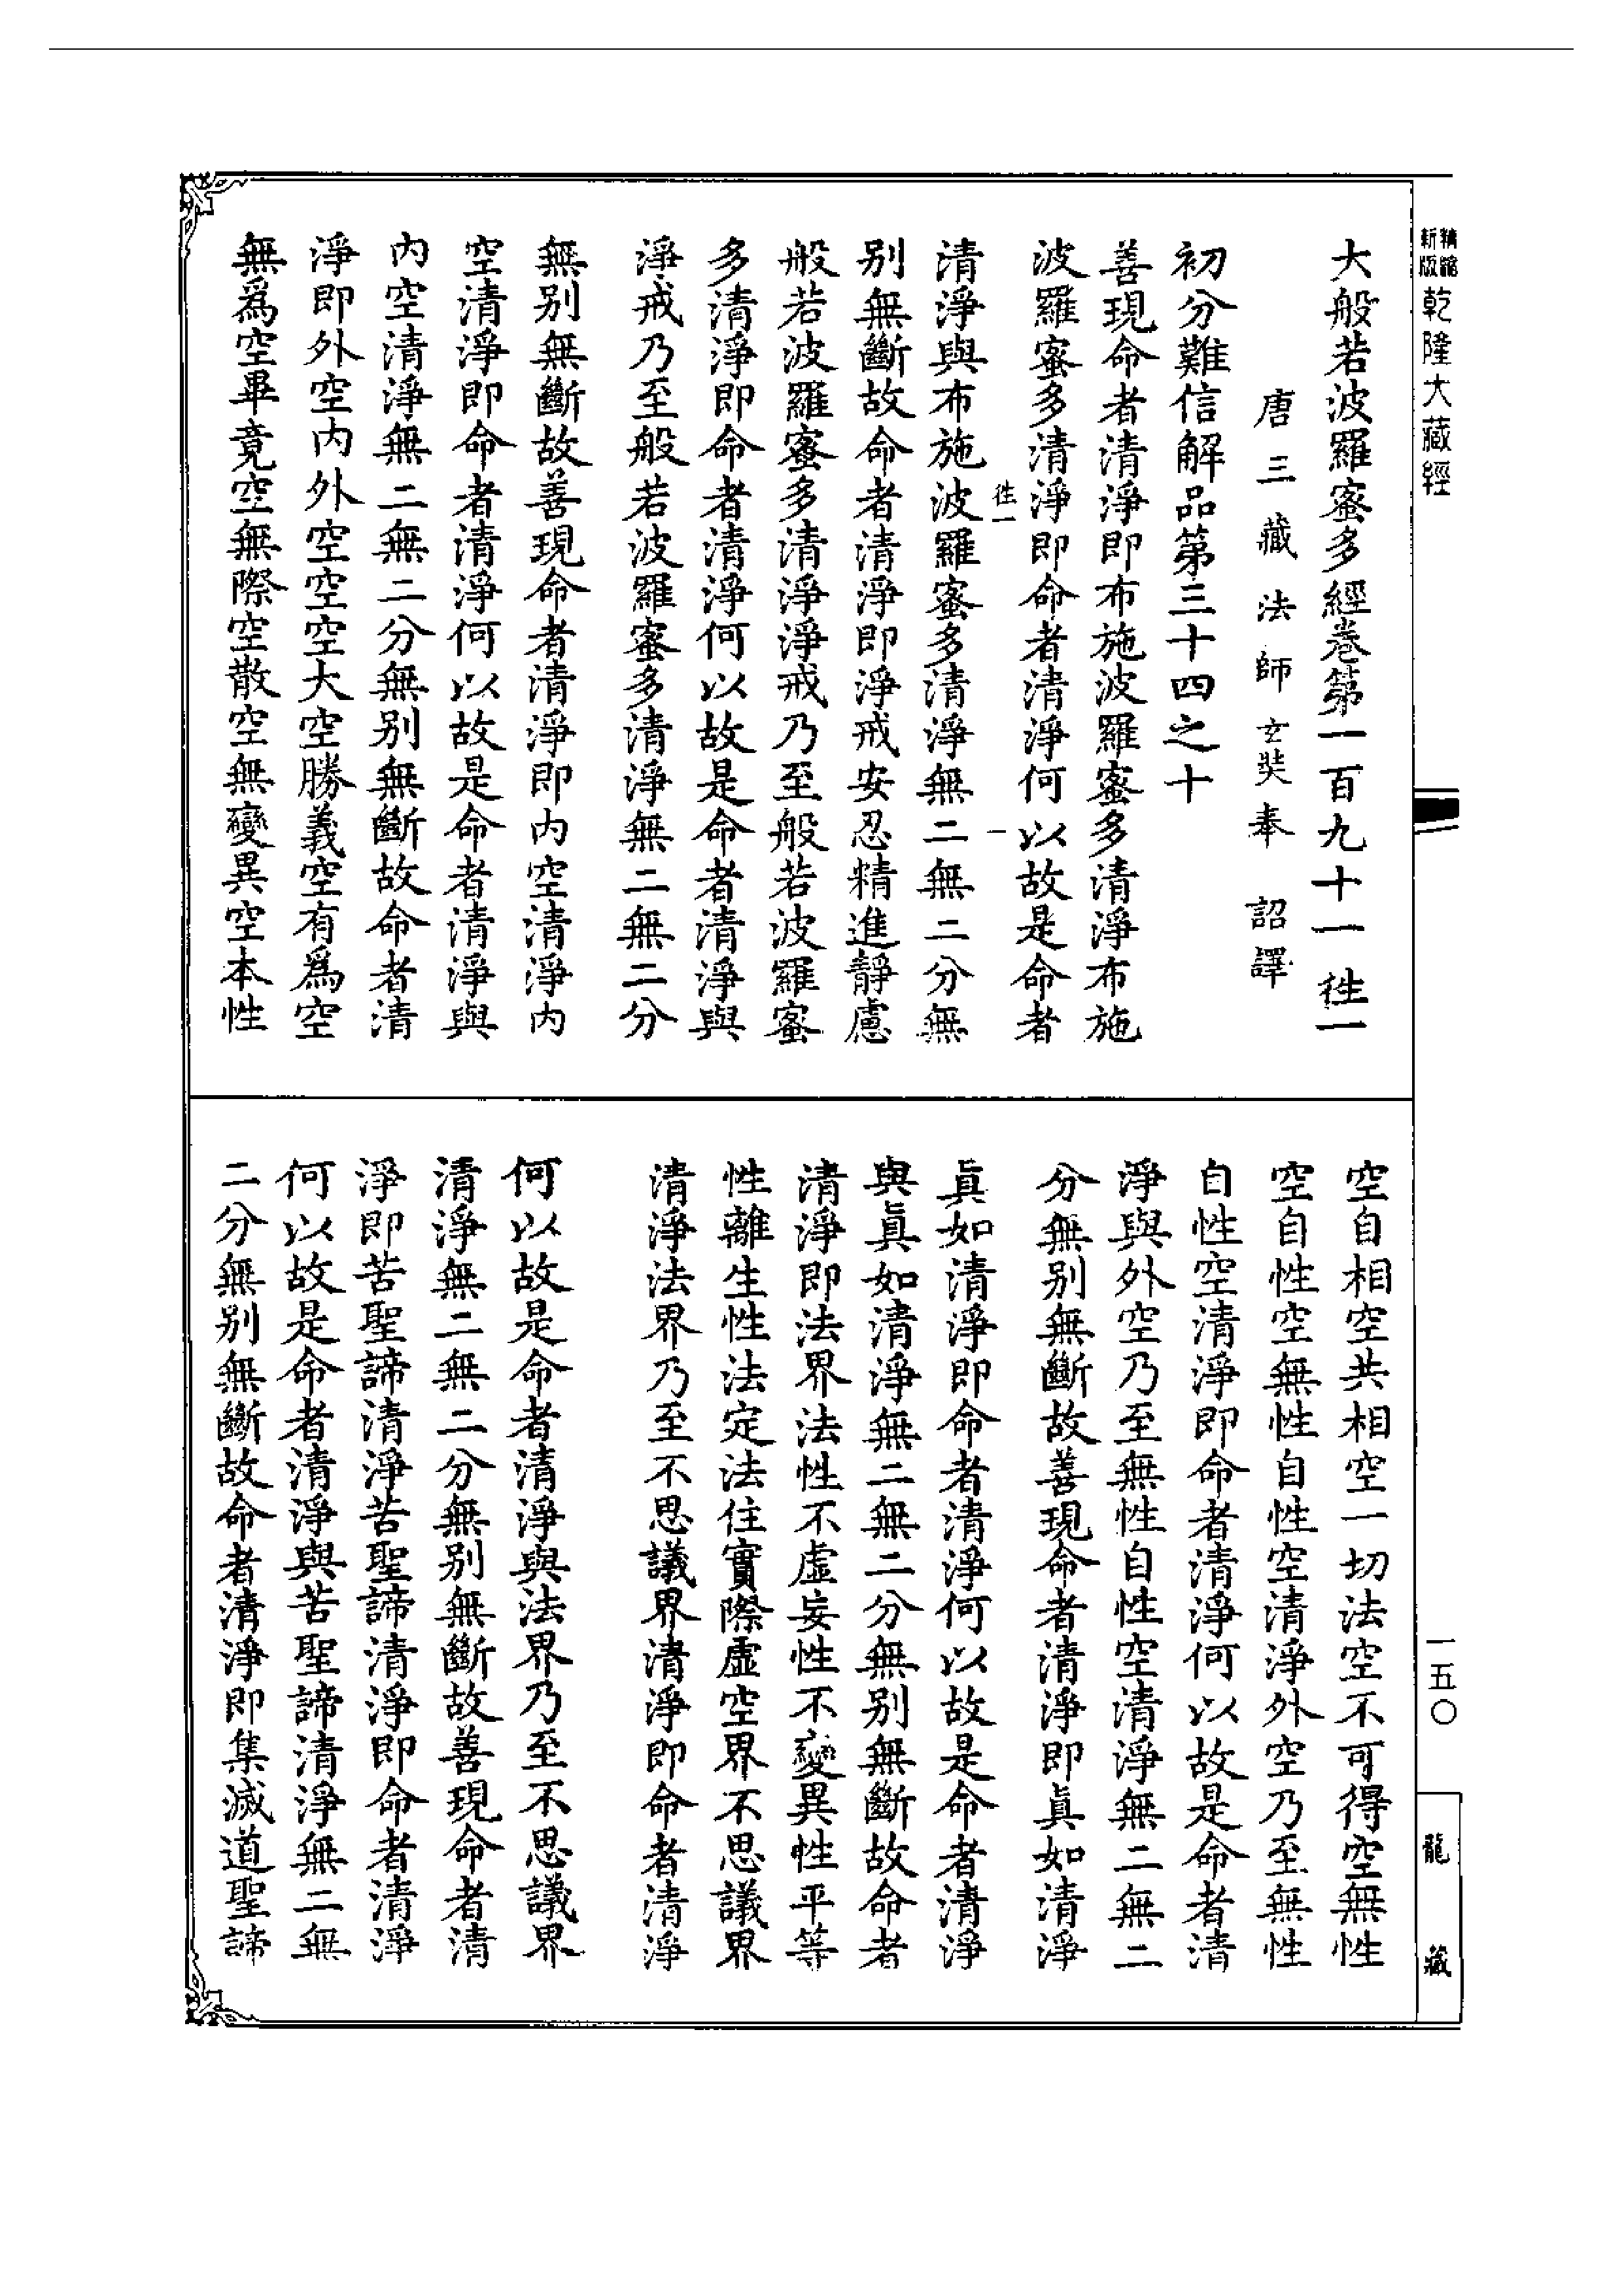 精縮新版乾隆大藏經
大般若波羅蜜多經卷第一百九十一 徃一
唐三藏法師玄奘奉 詔譯
初分難信解品第三十四之十
善現命者清淨即布施波羅蜜多清淨布施
波羅蜜多清淨即命者清淨何以故是命者
徃一 一
清淨與布施波羅蜜多清淨無二無二分無
别無斷故命者清淨即淨戒安忍精進靜慮
般若波羅蜜多清淨淨戒乃至般若波羅蜜
多清淨即命者清淨何以故是命者清淨與
淨戒乃至般若波羅蜜多清淨無二無二分
無别無斷故善現命者清淨即内空清淨内
空清淨即命者清淨何以故是命者清淨與
内空清淨無二無二分無别無斷故命者清
淨即外空内外空空空大空勝義空有爲空
無爲空畢竟空無際空散空無變異空本性
空自相空共相空一切法空不可得空無性
空自性空無性自性空清淨外空乃至無性
自性空清淨即命者清淨何以故是命者清
淨與外空乃至無性自性空清淨無二無二
分無别無斷故善現命者清淨即眞如清淨
眞如清淨即命者清淨何以故是命者清淨
與眞如清淨無二無二分無别無斷故命者
清淨即法界法性不虛妄性不變異性平等
性離生性法定法住實際虛空界不思議界
清淨法界乃至不思議界清淨即命者清淨
何以故是命者清淨與法界乃至不思議界
清淨無二無二分無别無斷故善現命者清
淨即苦聖諦清淨苦聖諦清淨即命者清淨
何以故是命者清淨與苦聖諦清淨無二無
二分無别無斷故命者清淨即集滅道聖諦
一五〇
龍藏